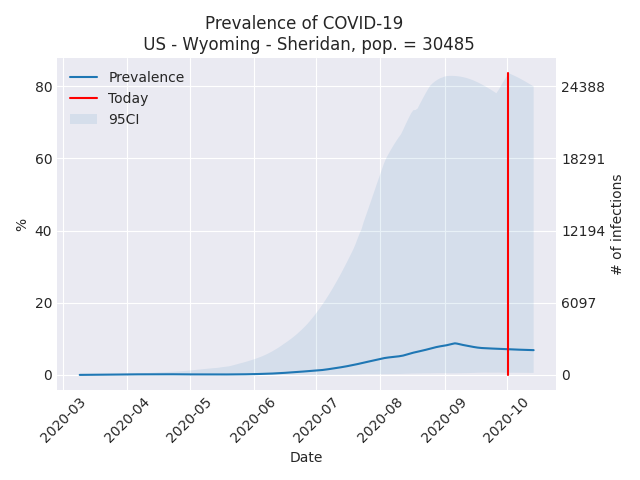 Prevalence of COVID-19
US - Wyoming - Sheridan, pop. = 30485
Prevalence
Today
95CI
80
60
40
20
0
%
24388
18291
12194
6097
0
# of infections
2020-03
2020-04
2020-05
2020-06
2020-07
2020-08
2020-09
2020-10
Date